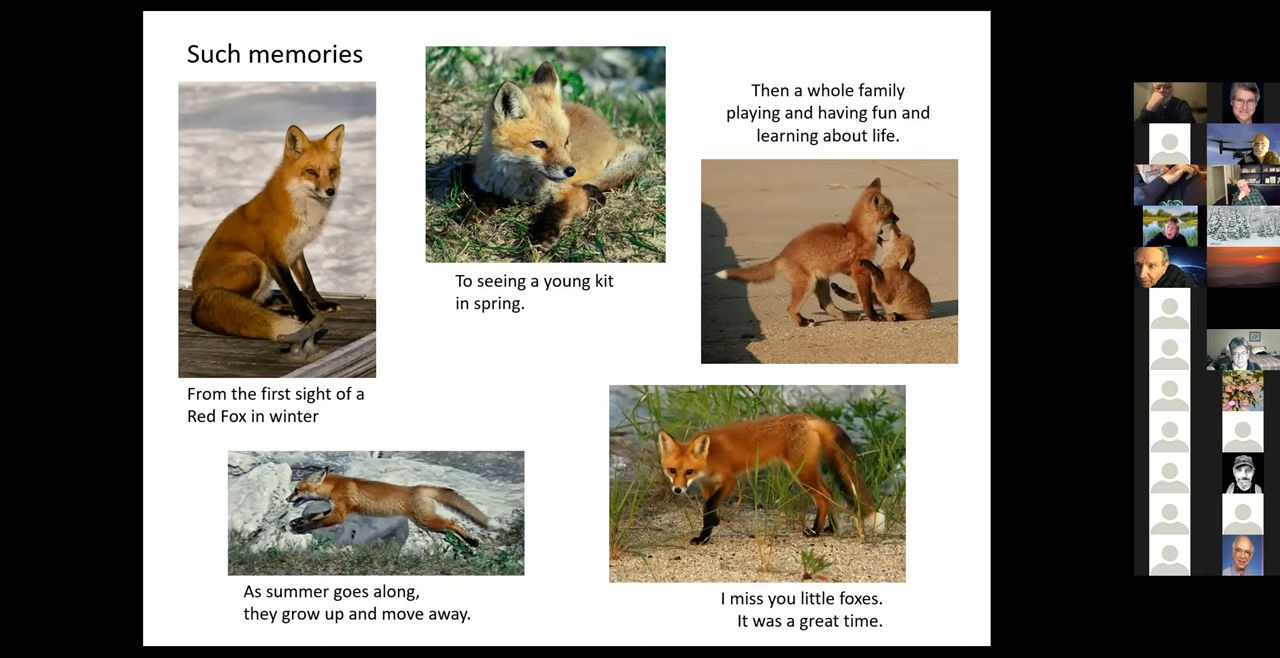 Such memories
From the first sight of a
Red Fox in winter
To seeing a young kit
in spring.
Then a whole family
playing and having fun and
learning about life.
As summer goes along,
they grow up and move away.
I miss you little foxes.
It was a great time.